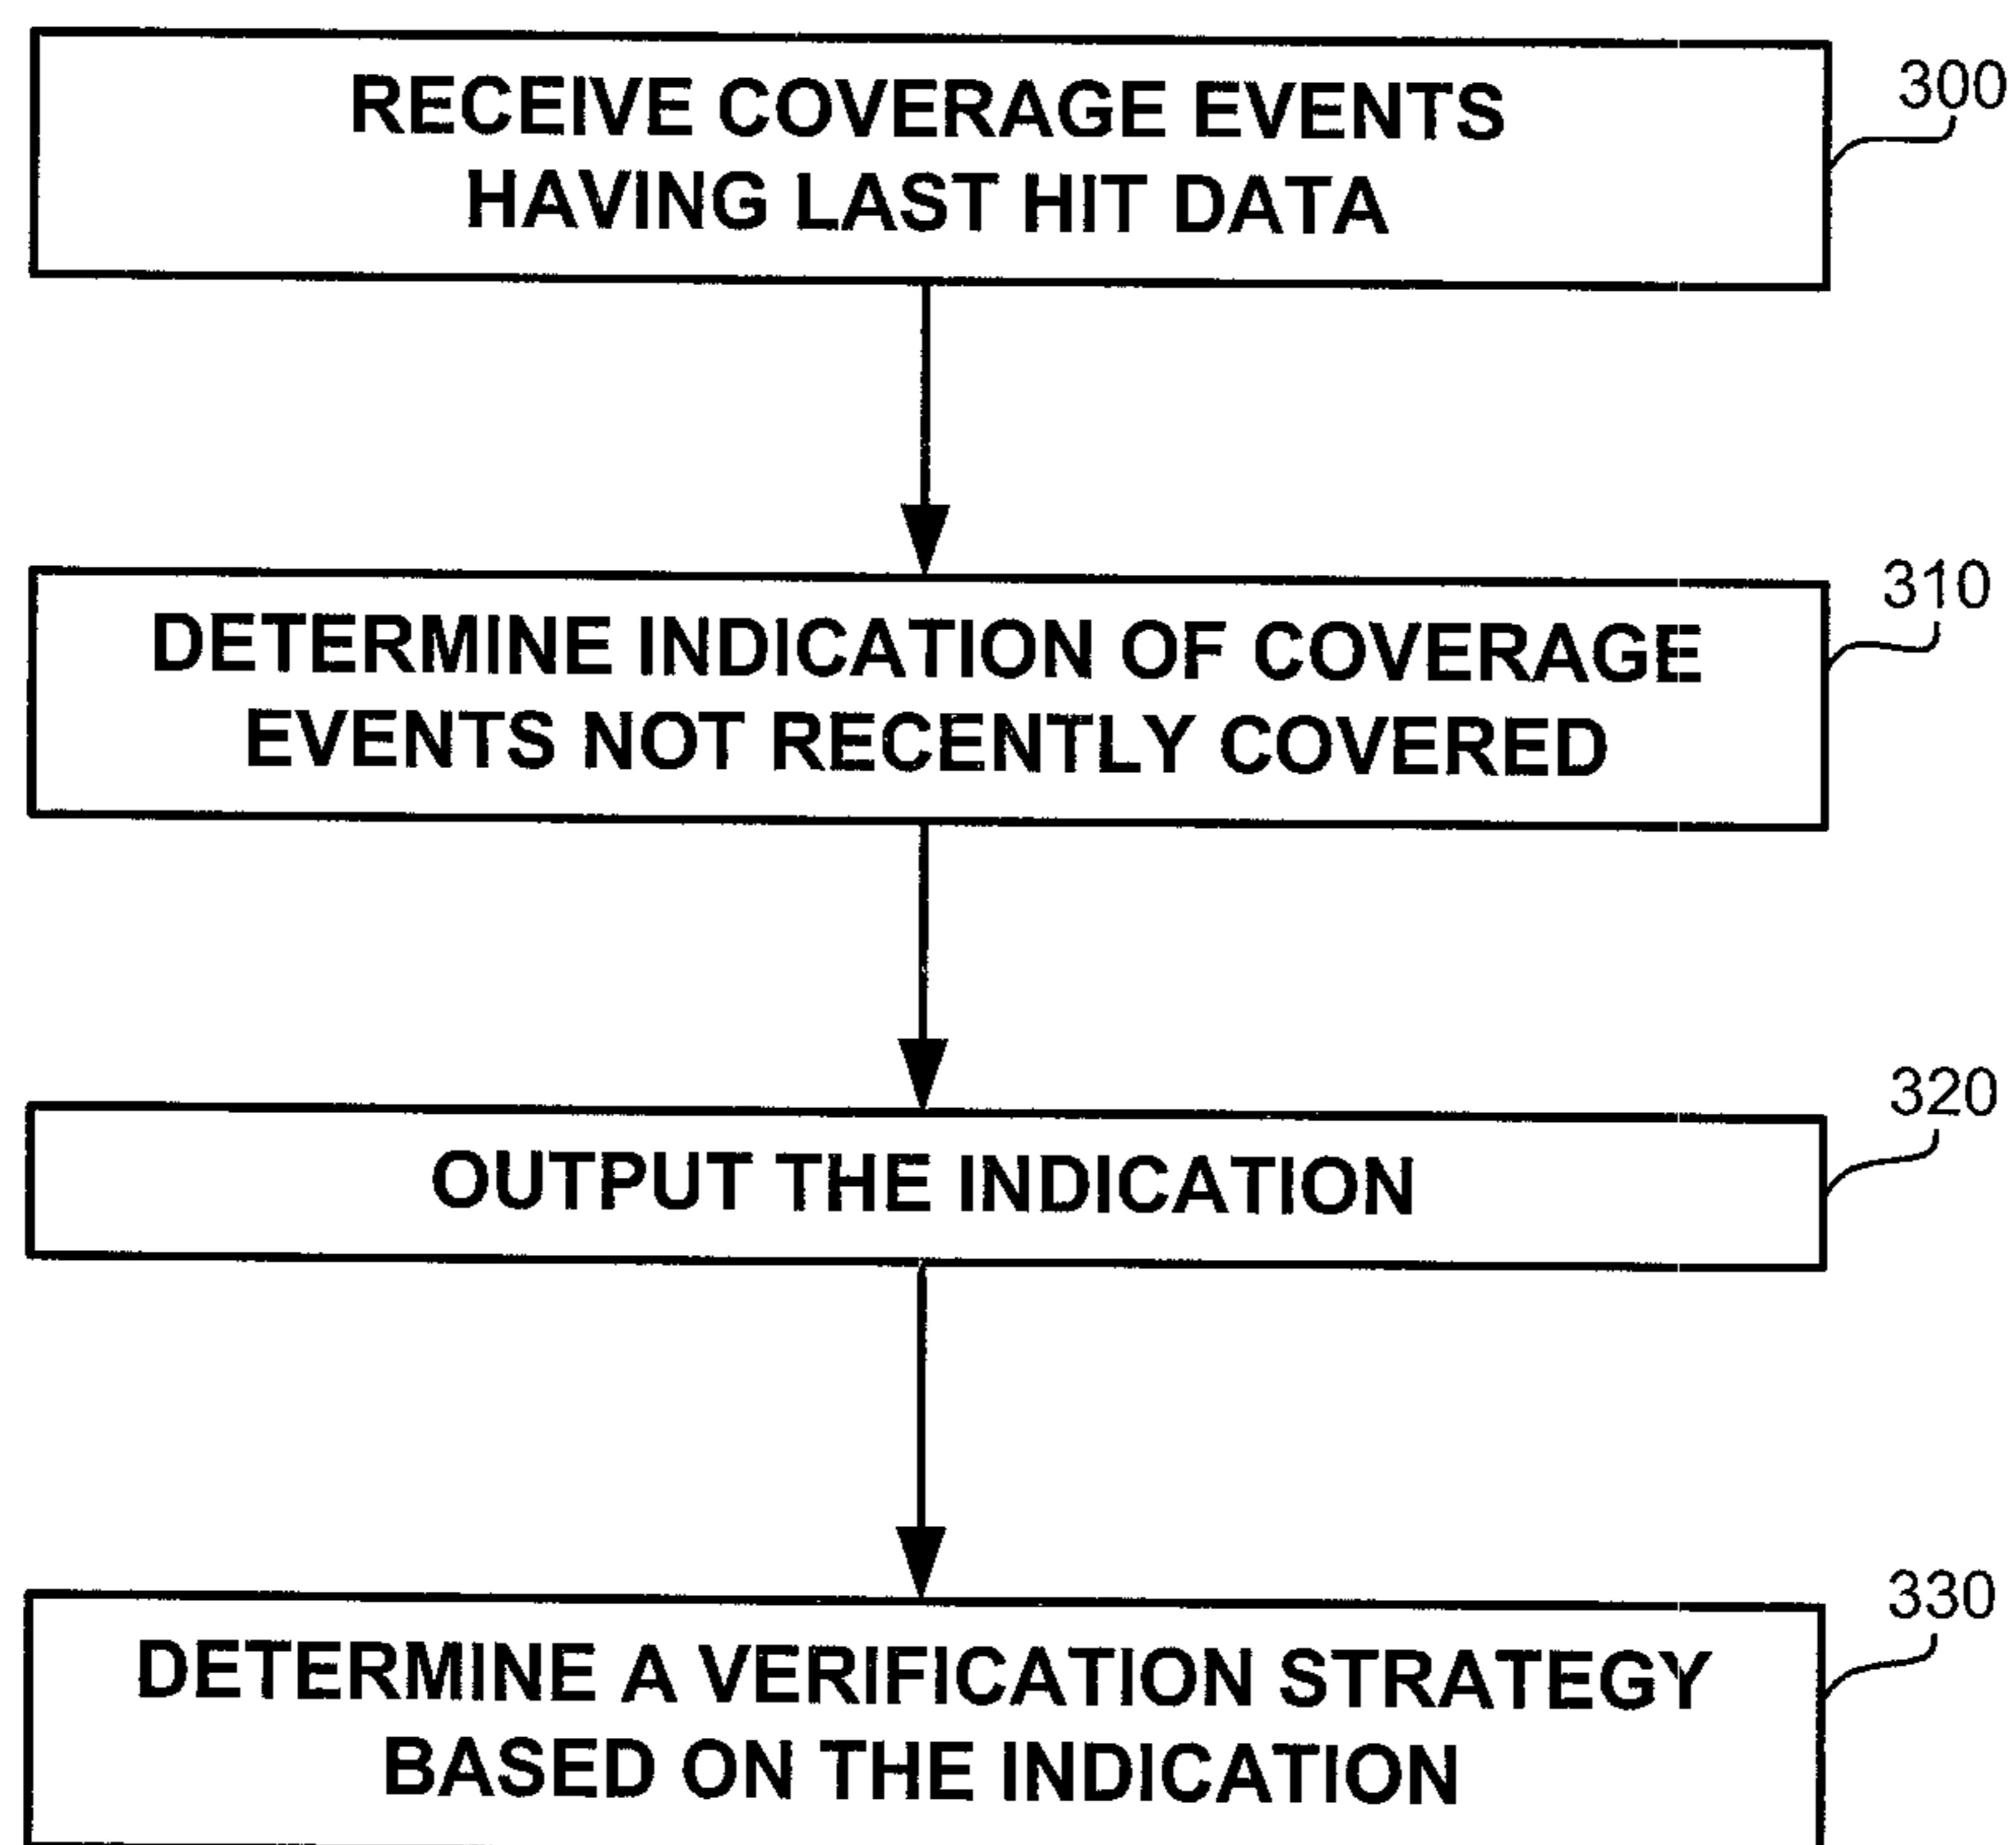 RECEIVE COVERAGE EVENTS
HAVING LAST HIT DATA
300
DETERMINE INDICATION OF COVERAGE
EVENTS NOT RECENTLY COVERED
310
OUTPUT THE INDICATION
320
DETERMINE A VERIFICATION STRATEGY
BASED ON THE INDICATION
330